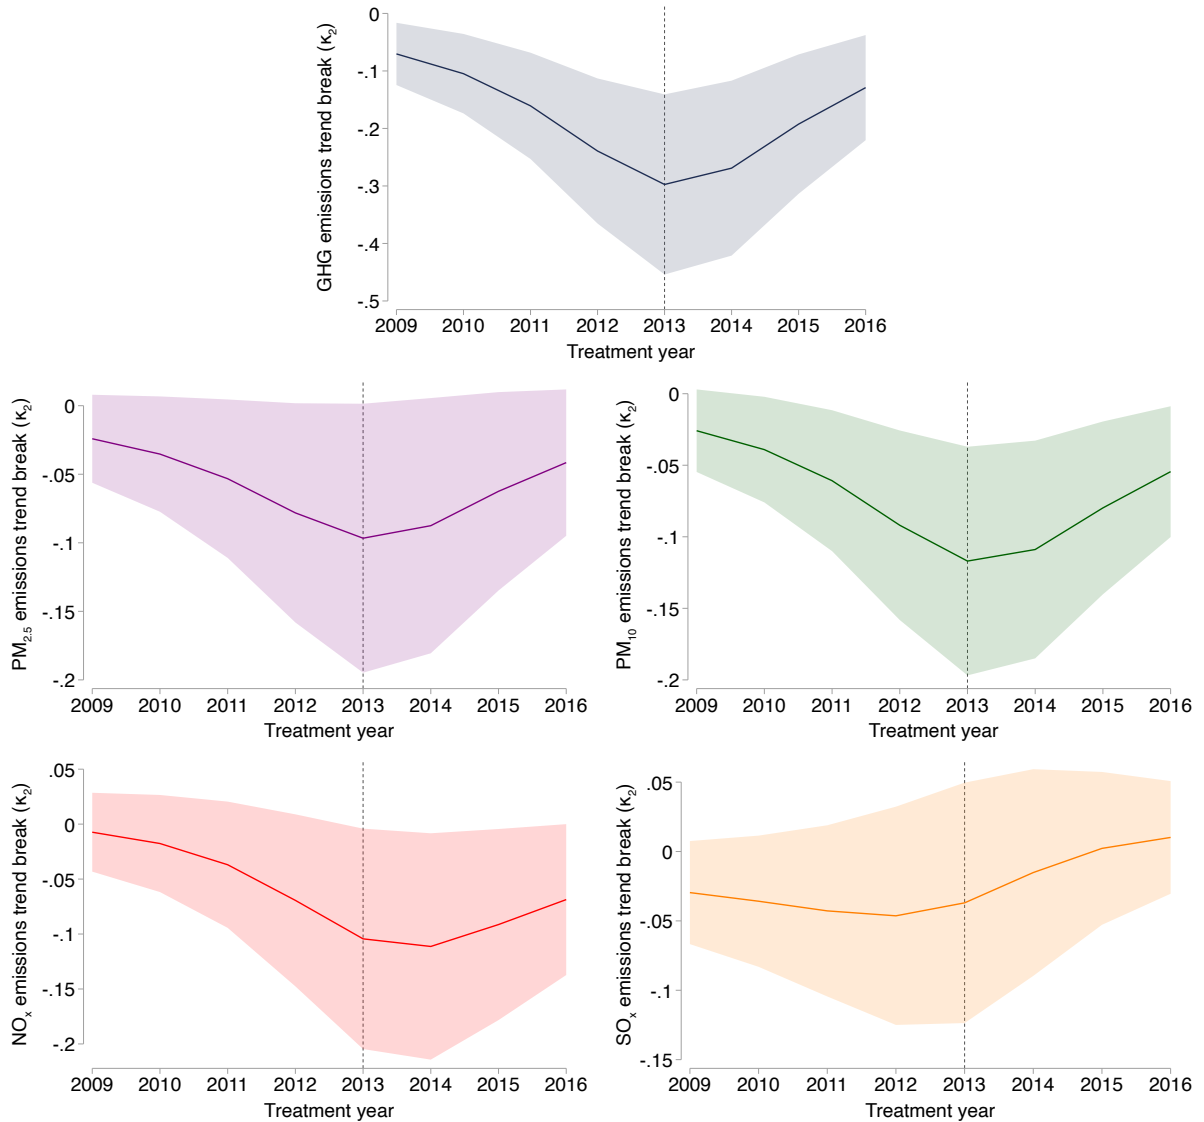 GHG emissions trend break (κ₂)
0
-.1
-.2
-.3
-.4
-.5
2009 2010 2011 2012 2013 2014 2015 2016
Treatment year
PM₂.₅ emissions trend break (κ₂)
0
-.05
-.1
-.15
-.2
2009 2010 2011 2012 2013 2014 2015 2016
Treatment year
PM₁₀ emissions trend break (κ₂)
0
-.05
-.1
-.15
-.2
2009 2010 2011 2012 2013 2014 2015 2016
Treatment year
NOₓ emissions trend break (κ₂)
.05
0
-.05
-.1
-.15
-.2
2009 2010 2011 2012 2013 2014 2015 2016
Treatment year
SOₓ emissions trend break (κ₂)
.05
0
-.05
-.1
-.15
2009 2010 2011 2012 2013 2014 2015 2016
Treatment year